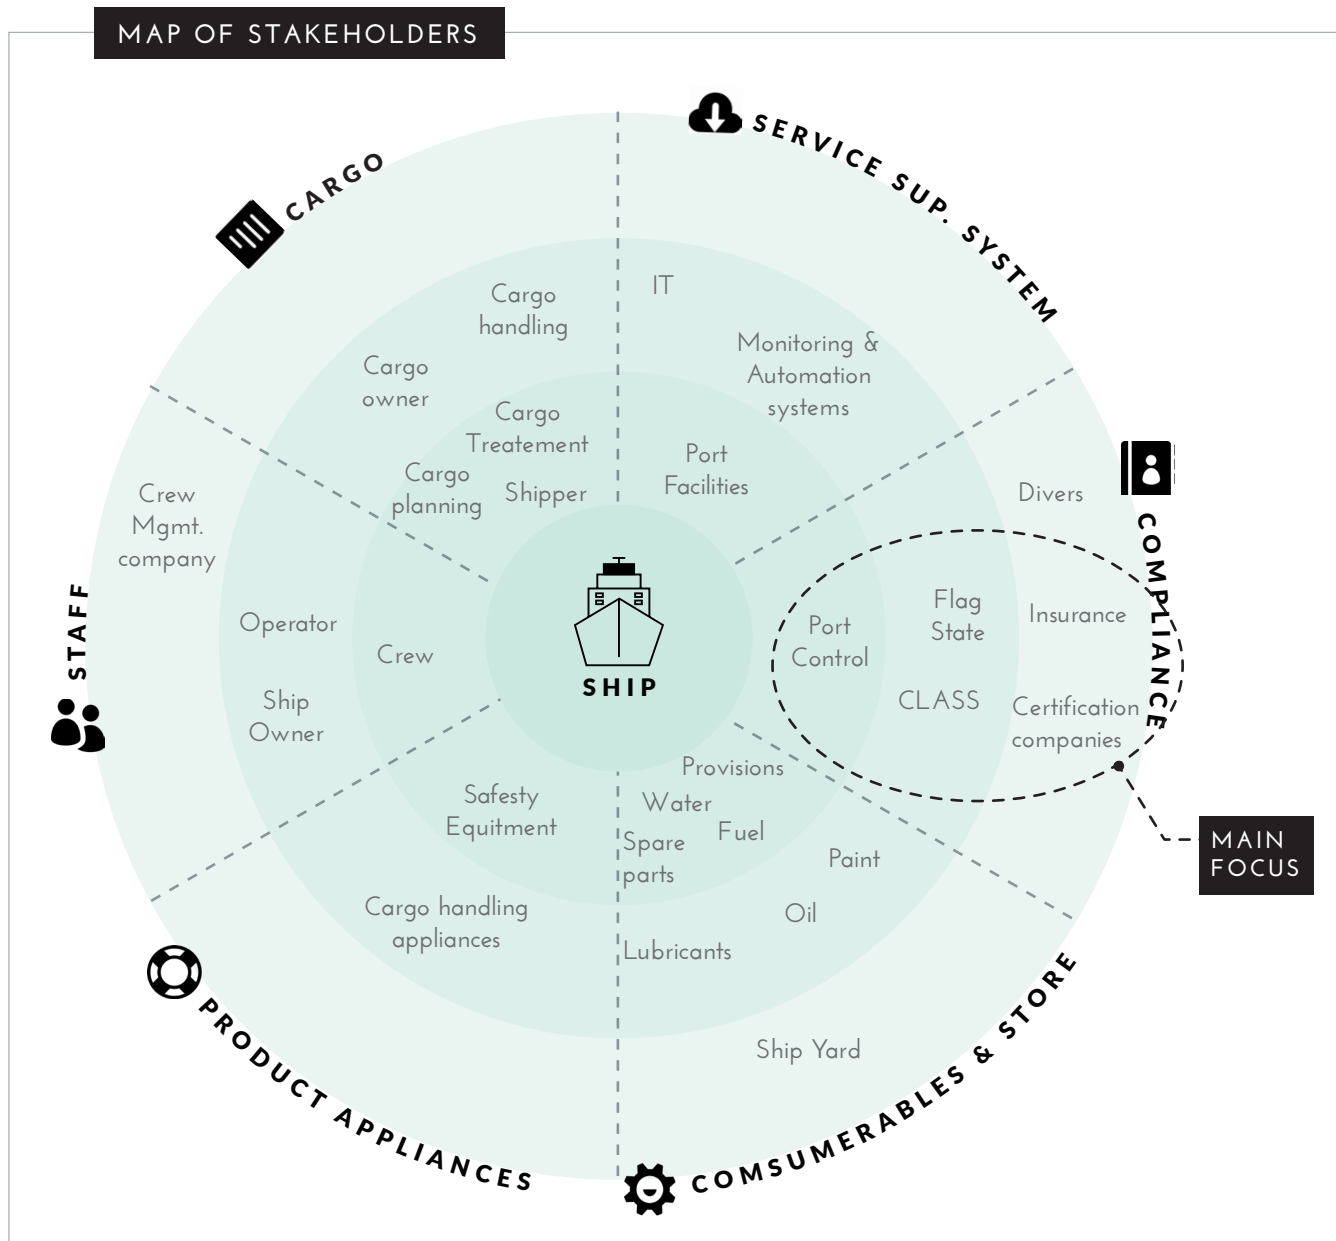 MAP OF STAKEHOLDERS
CARGO
SERVICE SUP. SYSTEM
Cargo
handling
Cargo
owner
Cargo
Treatement
Cargo
planning
Shipper
IT
Monitoring &
Automation
systems
Port
Facilities
STAFF
Crew
Mgmt.
company
Operator
Crew
Ship
Owner
SHIP
COMPLIANCE
Divers
Flag
State
Insurance
Port
Control
CLASS
Certification
companies
MAIN
FOCUS
PRODUCT APPLIANCES
Safesty
Equitment
Cargo handling
appliances
COMSUMERABLES & STORE
Provisions
Water
Fuel
Spare
parts
Paint
Oil
Lubricants
Ship Yard